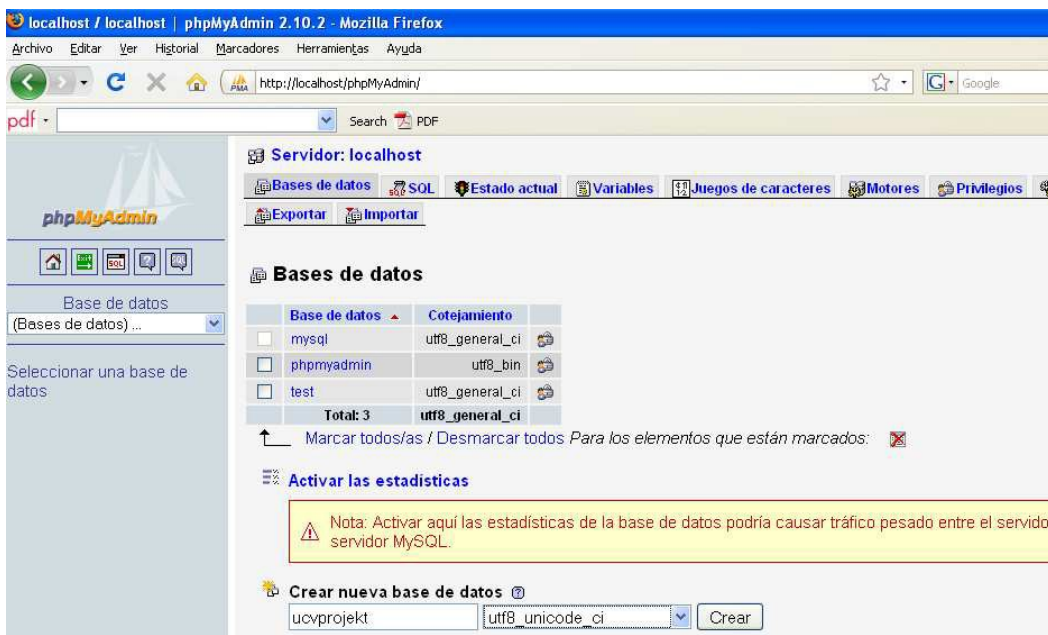 localhost / localhost | phpMyAdmin 2.10.2 - Mozilla Firefox
Archivo Editar Ver Historial Marcadores Herramientas Ayuda
http://localhost/phpMyAdmin/
Google
pdf
Search PDF
phpMyAdmin
Base de datos
(Bases de datos) ...
Seleccionar una base de
datos
Servidor: localhost
Bases de datos SQL Estado actual Variables Juegos de caracteres Motores Privilegios
Exportar Importar
Bases de datos
Base de datos Cotejamiento
mysql utf8_general_ci
phpmyadmin utf8_bin
test utf8_general_ci
Total: 3 utf8_general_ci
Marcar todos/as / Desmarcar todos Para los elementos que están marcados:
Activar las estadísticas
Nota: Activar aquí las estadísticas de la base de datos podría causar tráfico pesado entre el servido
servidor MySQL.
Crear nueva base de datos
ucvprojekt utf8_unicode_ci Crear